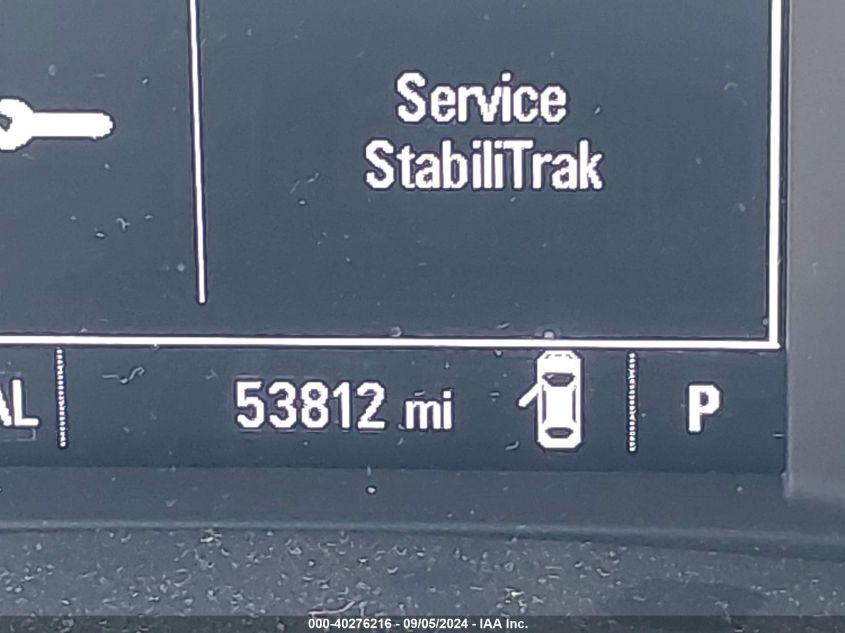 Service
StabiliTrak
AL 53812 mi P
000-40276216 - 09/05/2024 - IAA Inc.